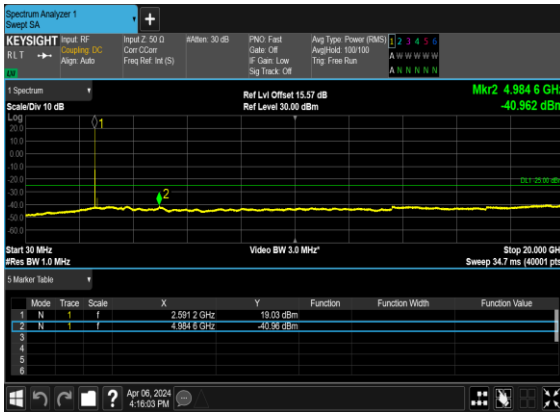 Spectrum Analyzer 1
Swept SA
+
KEYSIGHT Input: RF Input Z: 50 Ω #Atten: 30 dB PNO: Fast Avg Type: Power (RMS) 1 2 3 4 5 6
RLT Coupling: DC Corr CCorr Gate: Off Avg|Hold: 100/100 A W W W W W
Align: Auto Freq Ref: Int (S) IF Gain: Low Trig: Free Run
Sig Track: Off A N N N N N
1 Spectrum Ref Lvl Offset 15.57 dB Mkr2 4.984 6 GHz
Scale/Div 10 dB Ref Level 30.00 dBm -40.962 dBm
Log
1
20.0
10.0
0.00
-10.0
-20.0
DL1 -25.00 dBm
-30.0
2
-40.0
-50.0
-60.0
Start 30 MHz Video BW 3.0 MHz* Stop 20.000 GH
#Res BW 1.0 MHz Sweep 34.7 ms (40001 pts
5 Marker Table
Mode Trace Scale X Y Function Function Width Function Value
1 N 1 f 2.591 2 GHz 19.03 dBm
2 N 1 f 4.984 6 GHz -40.96 dBm
3
4
5
6
? Apr 06, 2024
4:16:03 PM